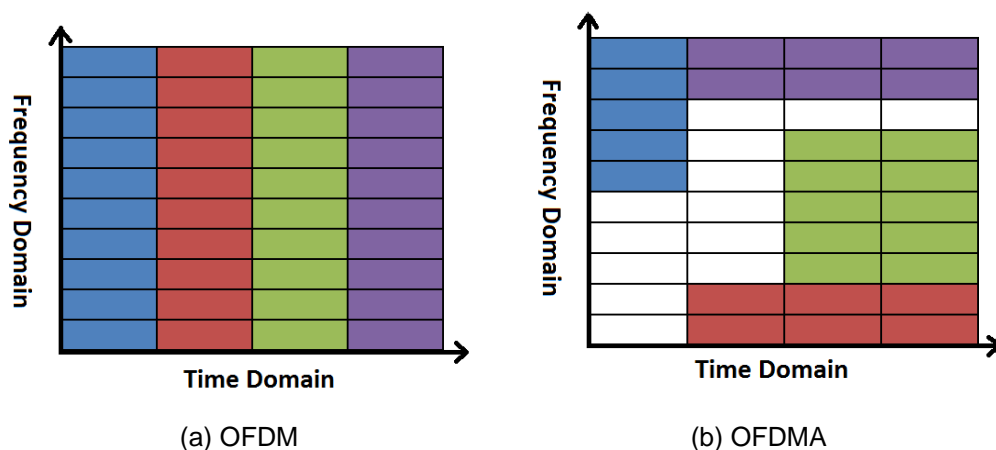 Frequency Domain
Time Domain
(a) OFDM
Frequency Domain
Time Domain
(b) OFDMA